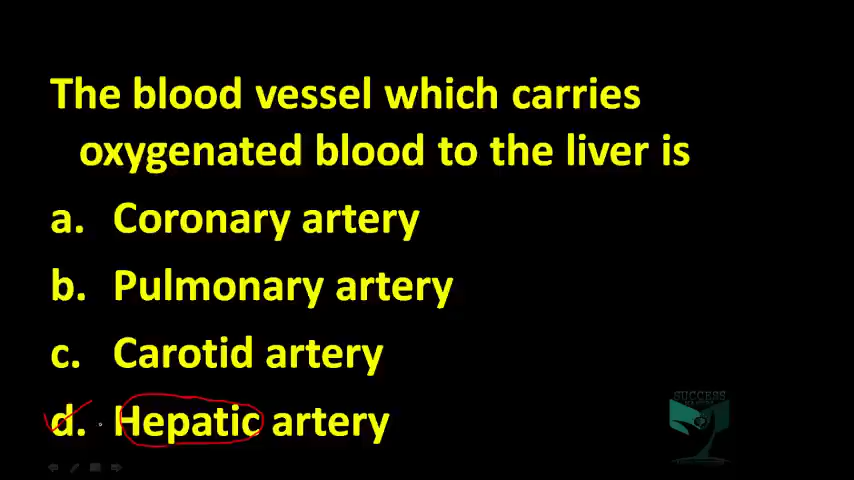 The blood vessel which carries
oxygenated blood to the liver is
a. Coronary artery
b. Pulmonary artery
c. Carotid artery
d. Hepatic artery
SUCCESS